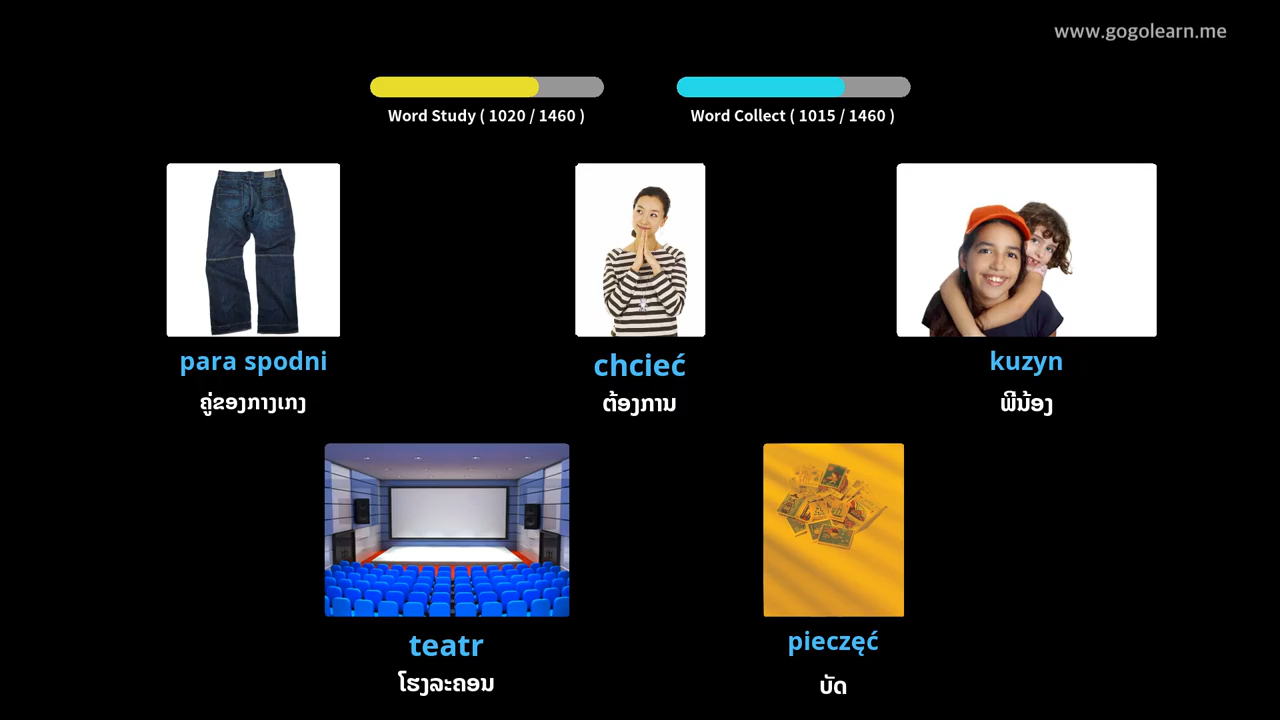 www.gogolearn.me
Word Study ( 1020 / 1460 )
Word Collect ( 1015 / 1460 )
para spodni
chcieć
kuzyn
ຄູ່ຂອງກາງເກງ
ຕ້ອງການ
ພີ່ນ້ອງ
teatr
pieczęć
ໂຮງລະຄອນ
ບັດ